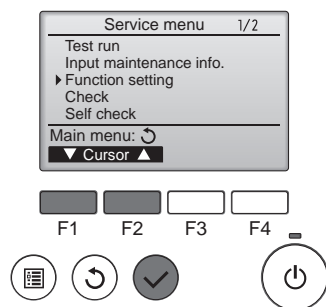 Service menu 1/2
Test run
Input maintenance info.
Function setting
Check
Self check
Main menu:
Cursor
F1 F2 F3 F4